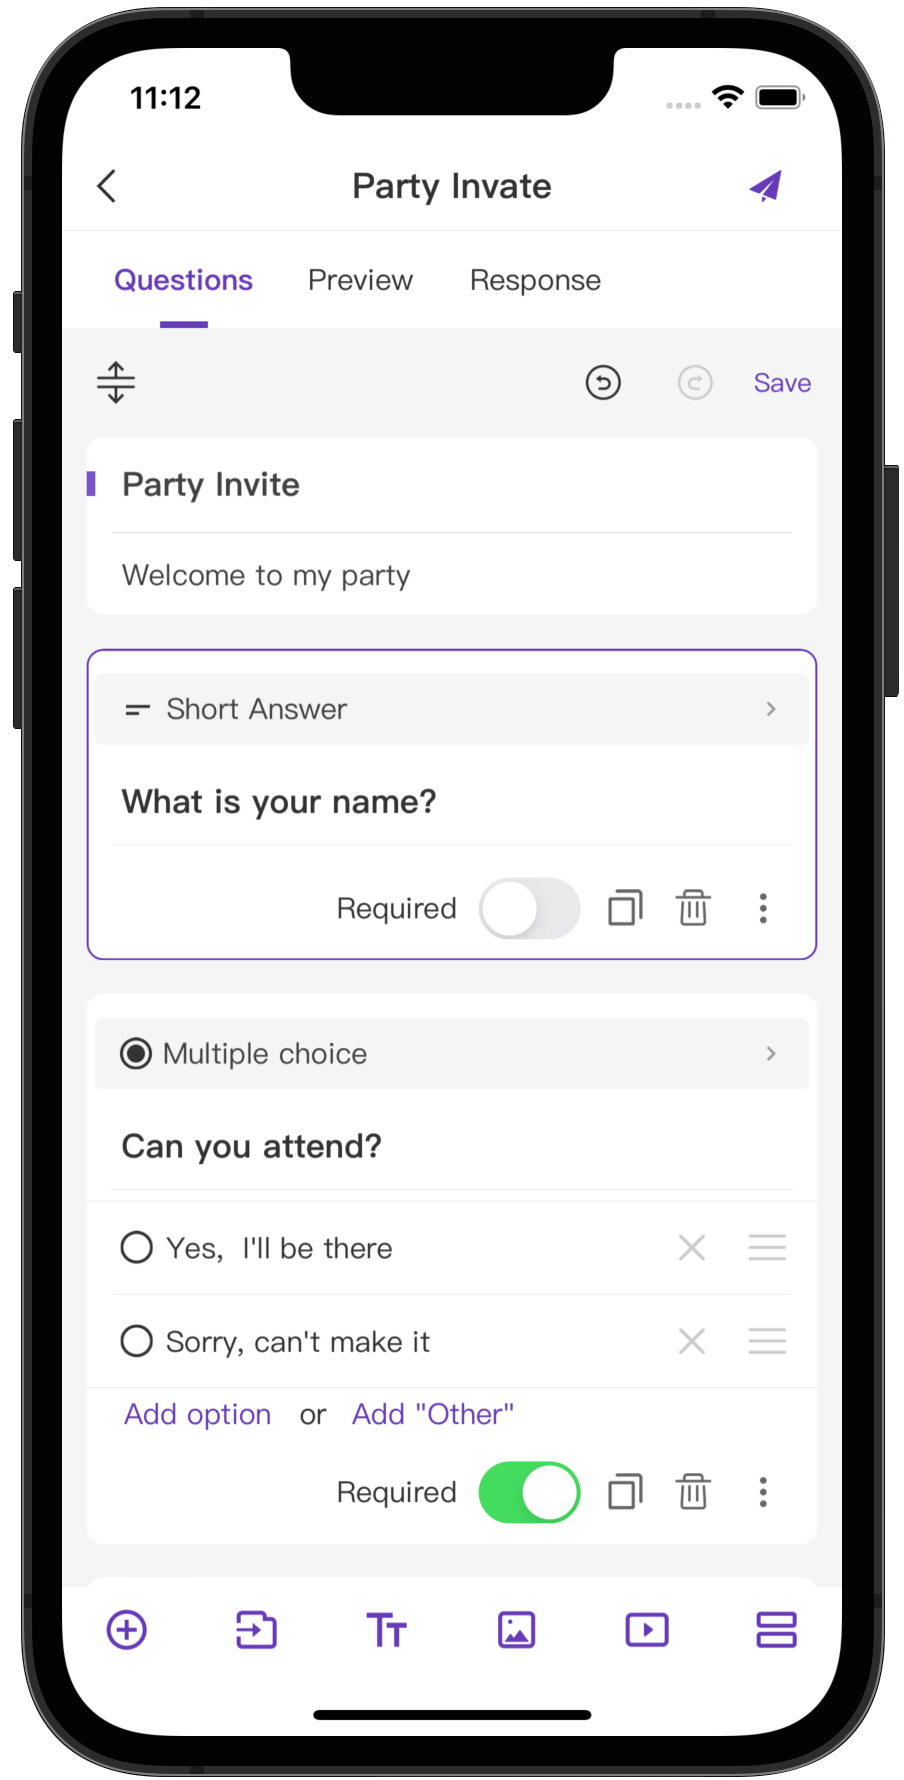 11:12
Party Invate
Questions Preview Response
Save
Party Invite
Welcome to my party
Short Answer
What is your name?
Required
Multiple choice
Can you attend?
Yes, I'll be there
Sorry, can't make it
Add option or Add "Other"
Required
Tt